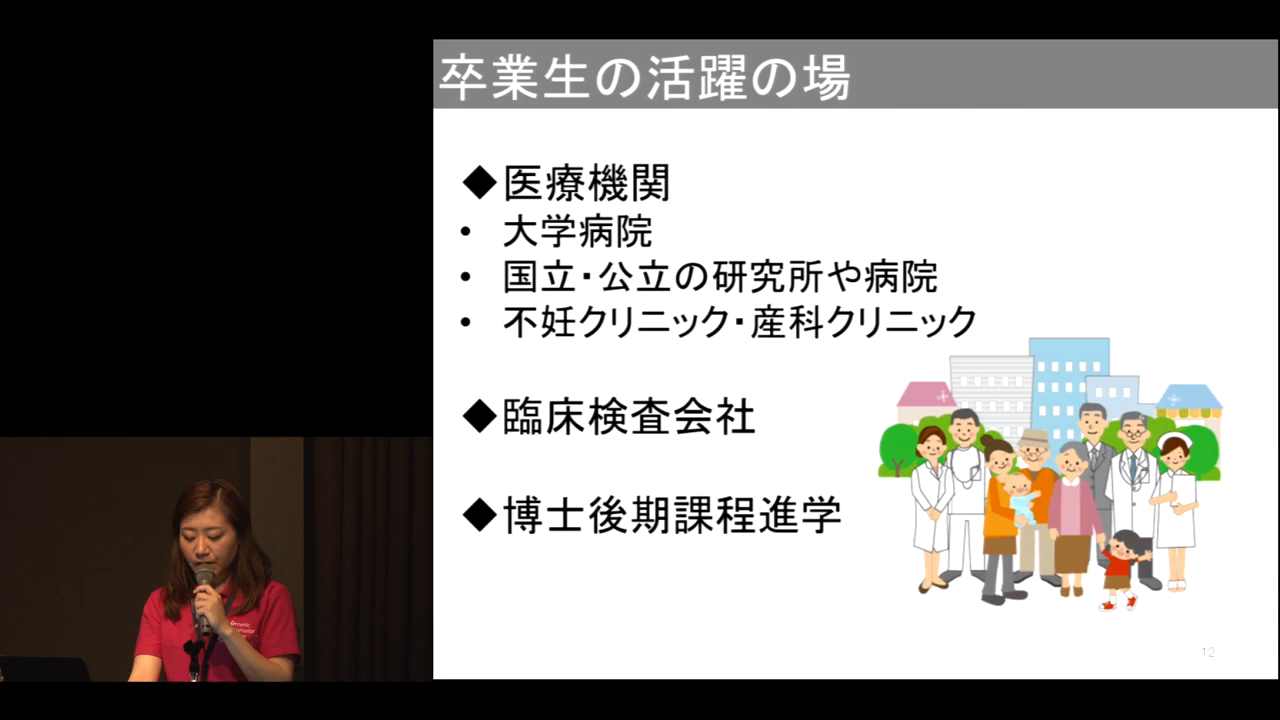 卒業生の活躍の場
◆医療機関
• 大学病院
• 国立・公立の研究所や病院
• 不妊クリニック・産科クリニック
◆臨床検査会社
◆博士後期課程進学
12
Genetic